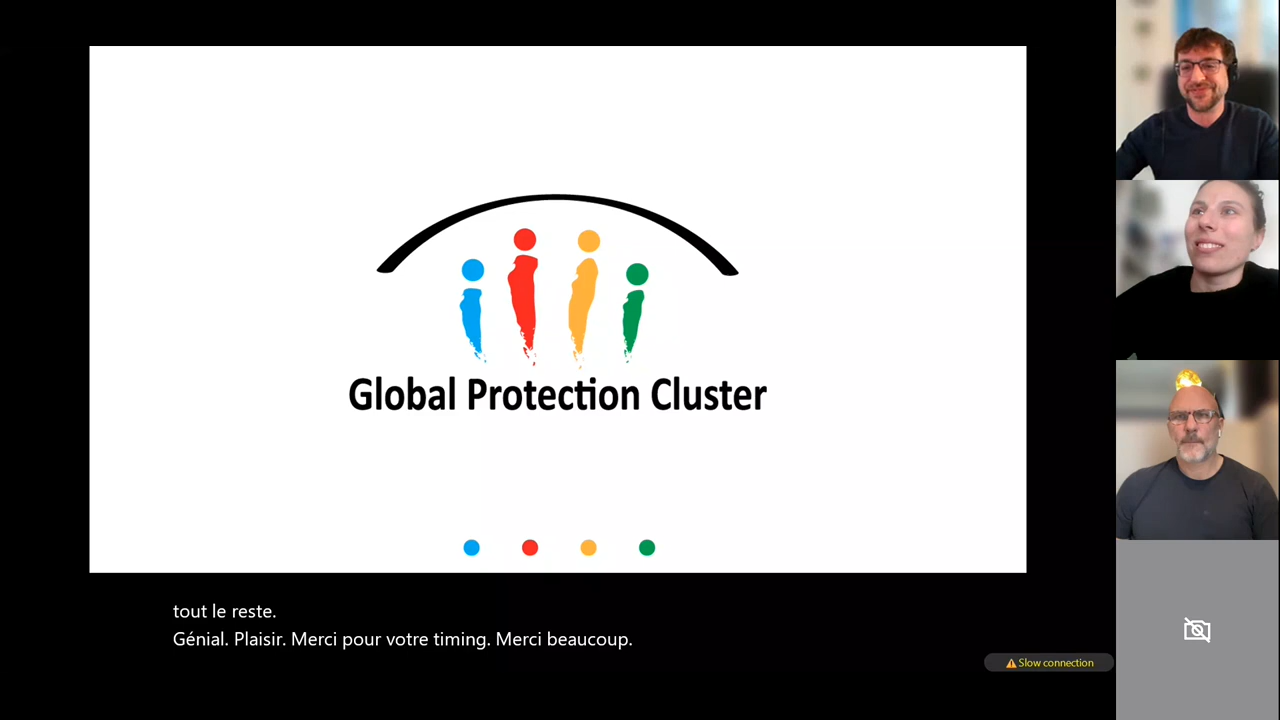 Global Protection Cluster
tout le reste.
Génial. Plaisir. Merci pour votre timing. Merci beaucoup.
Slow connection